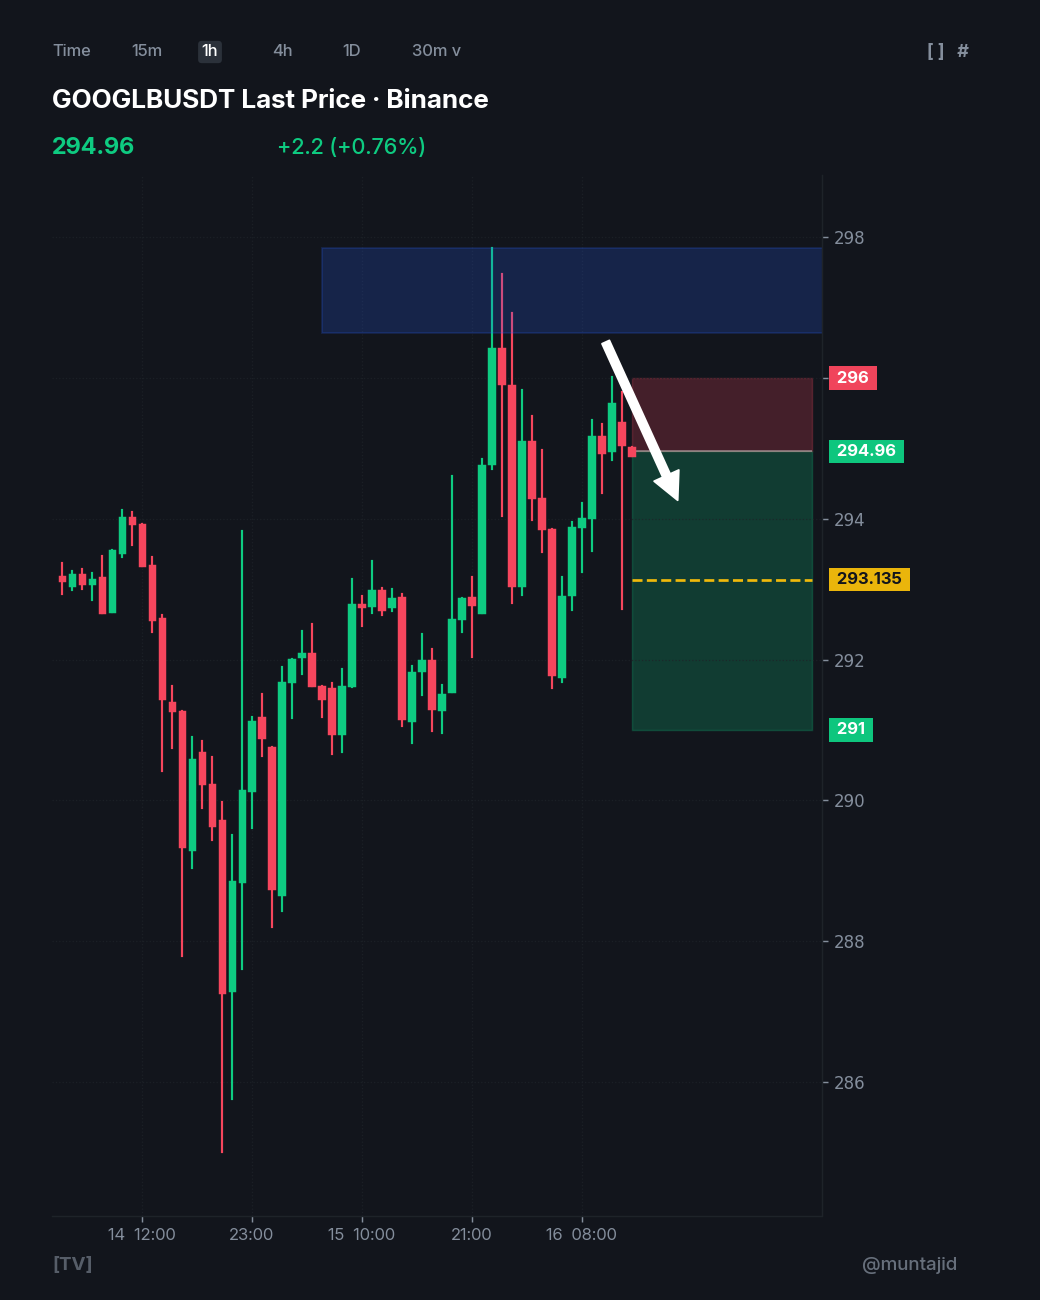 Time 15m 1h 4h 1D 30m v [ ] #
GOOGLBUSDT Last Price · Binance
294.96 +2.2 (+0.76%)
298
296
294.96
294
293.135
292
291
290
288
286
14 12:00 23:00 15 10:00 21:00 16 08:00
[TV] @muntajid